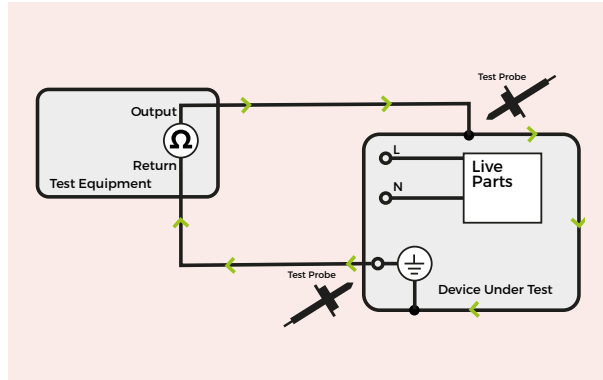 Test Probe
Output
Ω
Return
Test Equipment
L
N
Live
Parts
Test Probe
Device Under Test